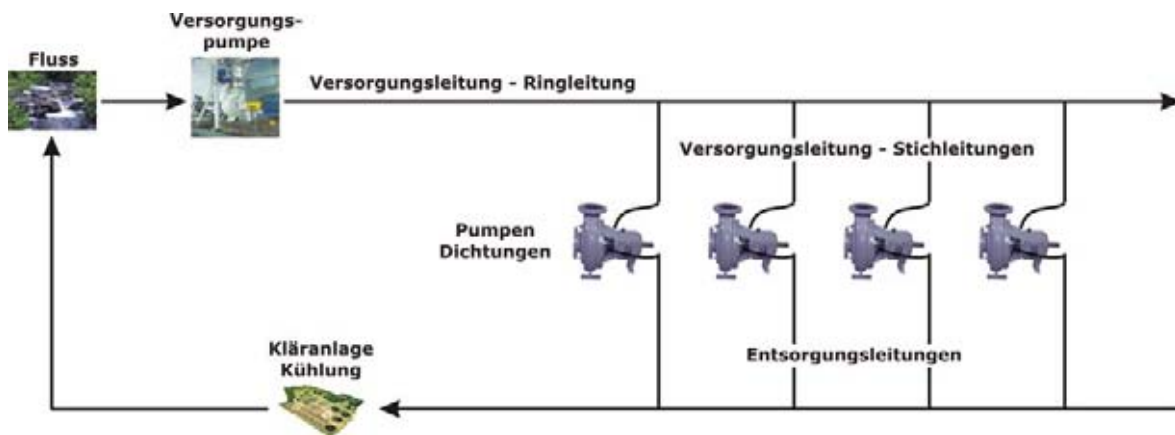 Versorgungs-
pumpe
Fluss
Versorgungsleitung - Ringleitung
Versorgungsleitung - Stichleitungen
Pumpen
Dichtungen
Entsorgungsleitungen
Kläranlage
Kühlung